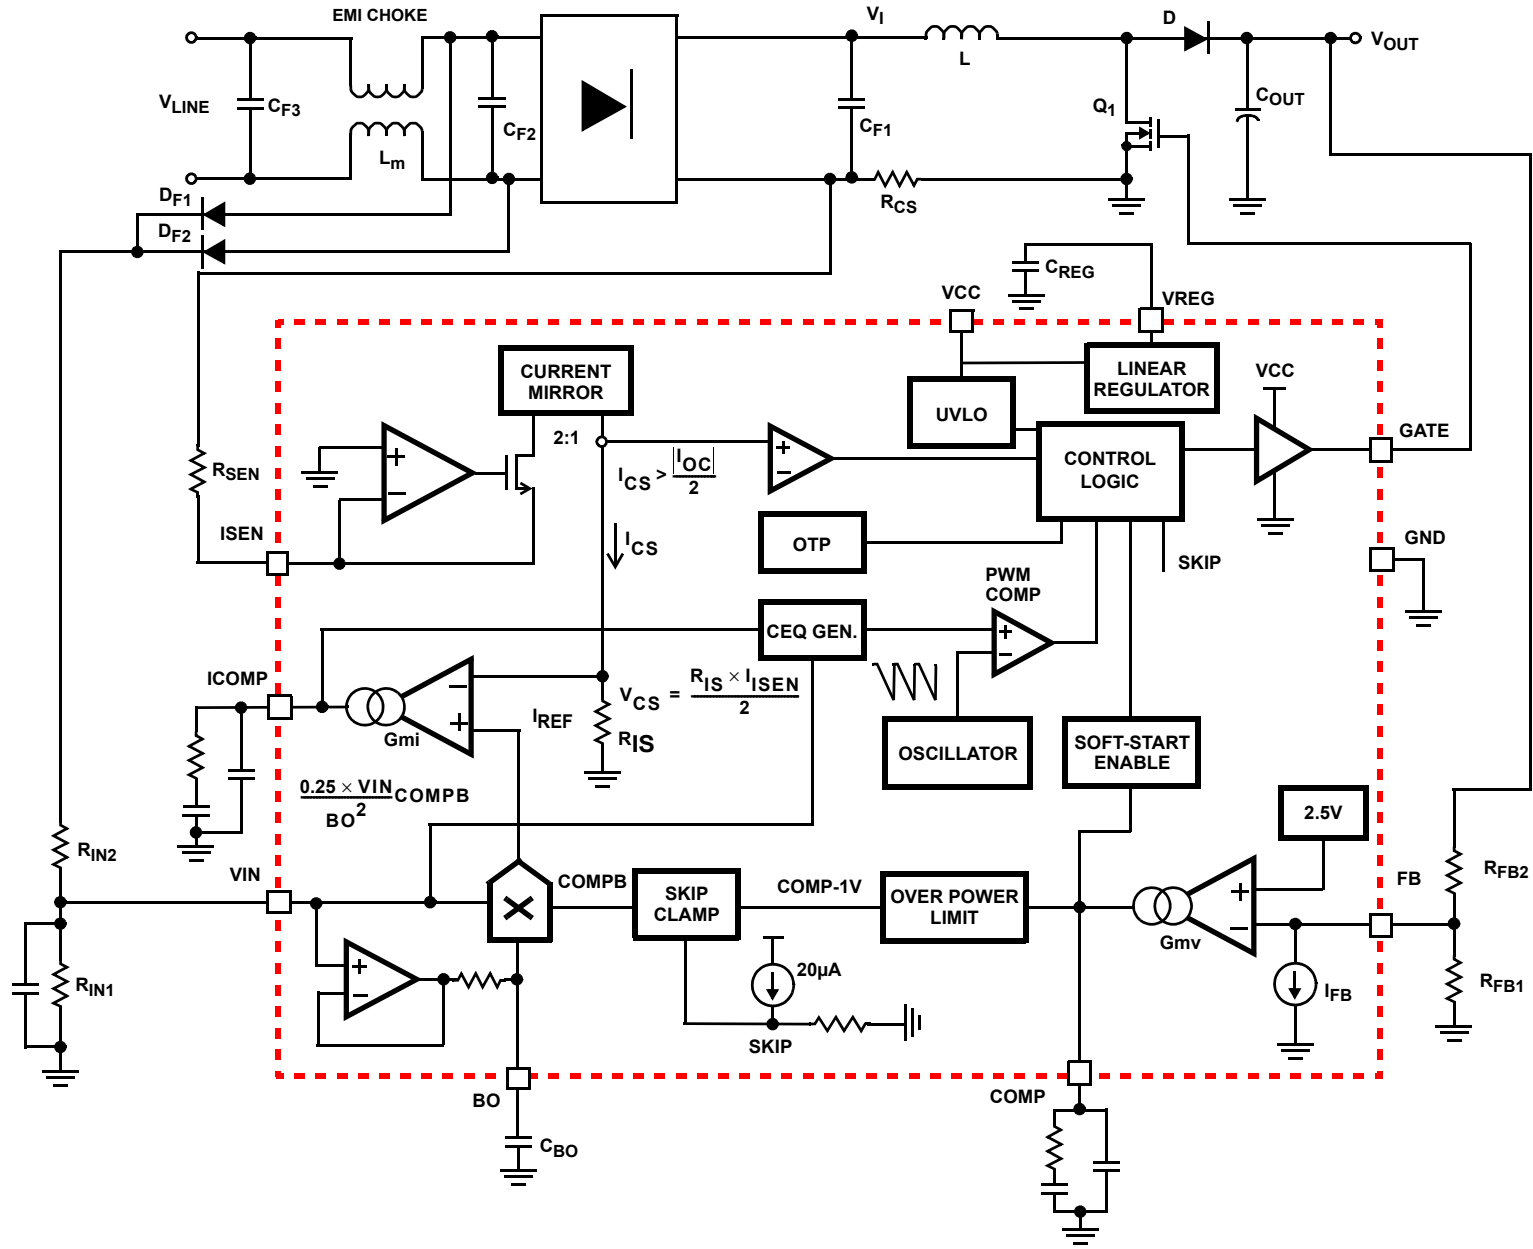 EMI CHOKE
VI
D
VOUT
L
VLINE
CF3
CF2
CF1
Q1
COUT
Lm
RCS
DF1
DF2
CREG
VCC
VREG
CURRENT
MIRROR
LINEAR
REGULATOR
VCC
UVLO
2:1
GATE
+
−
+
−
CONTROL
LOGIC
RSEN
ICS > |IOC|
2
ISEN
ICS
OTP
SKIP
GND
PWM
COMP
CEQ GEN.
+
−
ICOMP
−
+
VCS = RIS × IISEN
2
IREF
Gmi
RIS
OSCILLATOR
SOFT-START
ENABLE
0.25 × VIN COMPB
BO2
2.5V
RIN2
VIN
COMPB
SKIP
CLAMP
COMP-1V
OVER POWER
LIMIT
+
−
Gmv
FB
RFB2
×
+
−
20µA
IFB
RIN1
RFB1
SKIP
BO
COMP
CBO